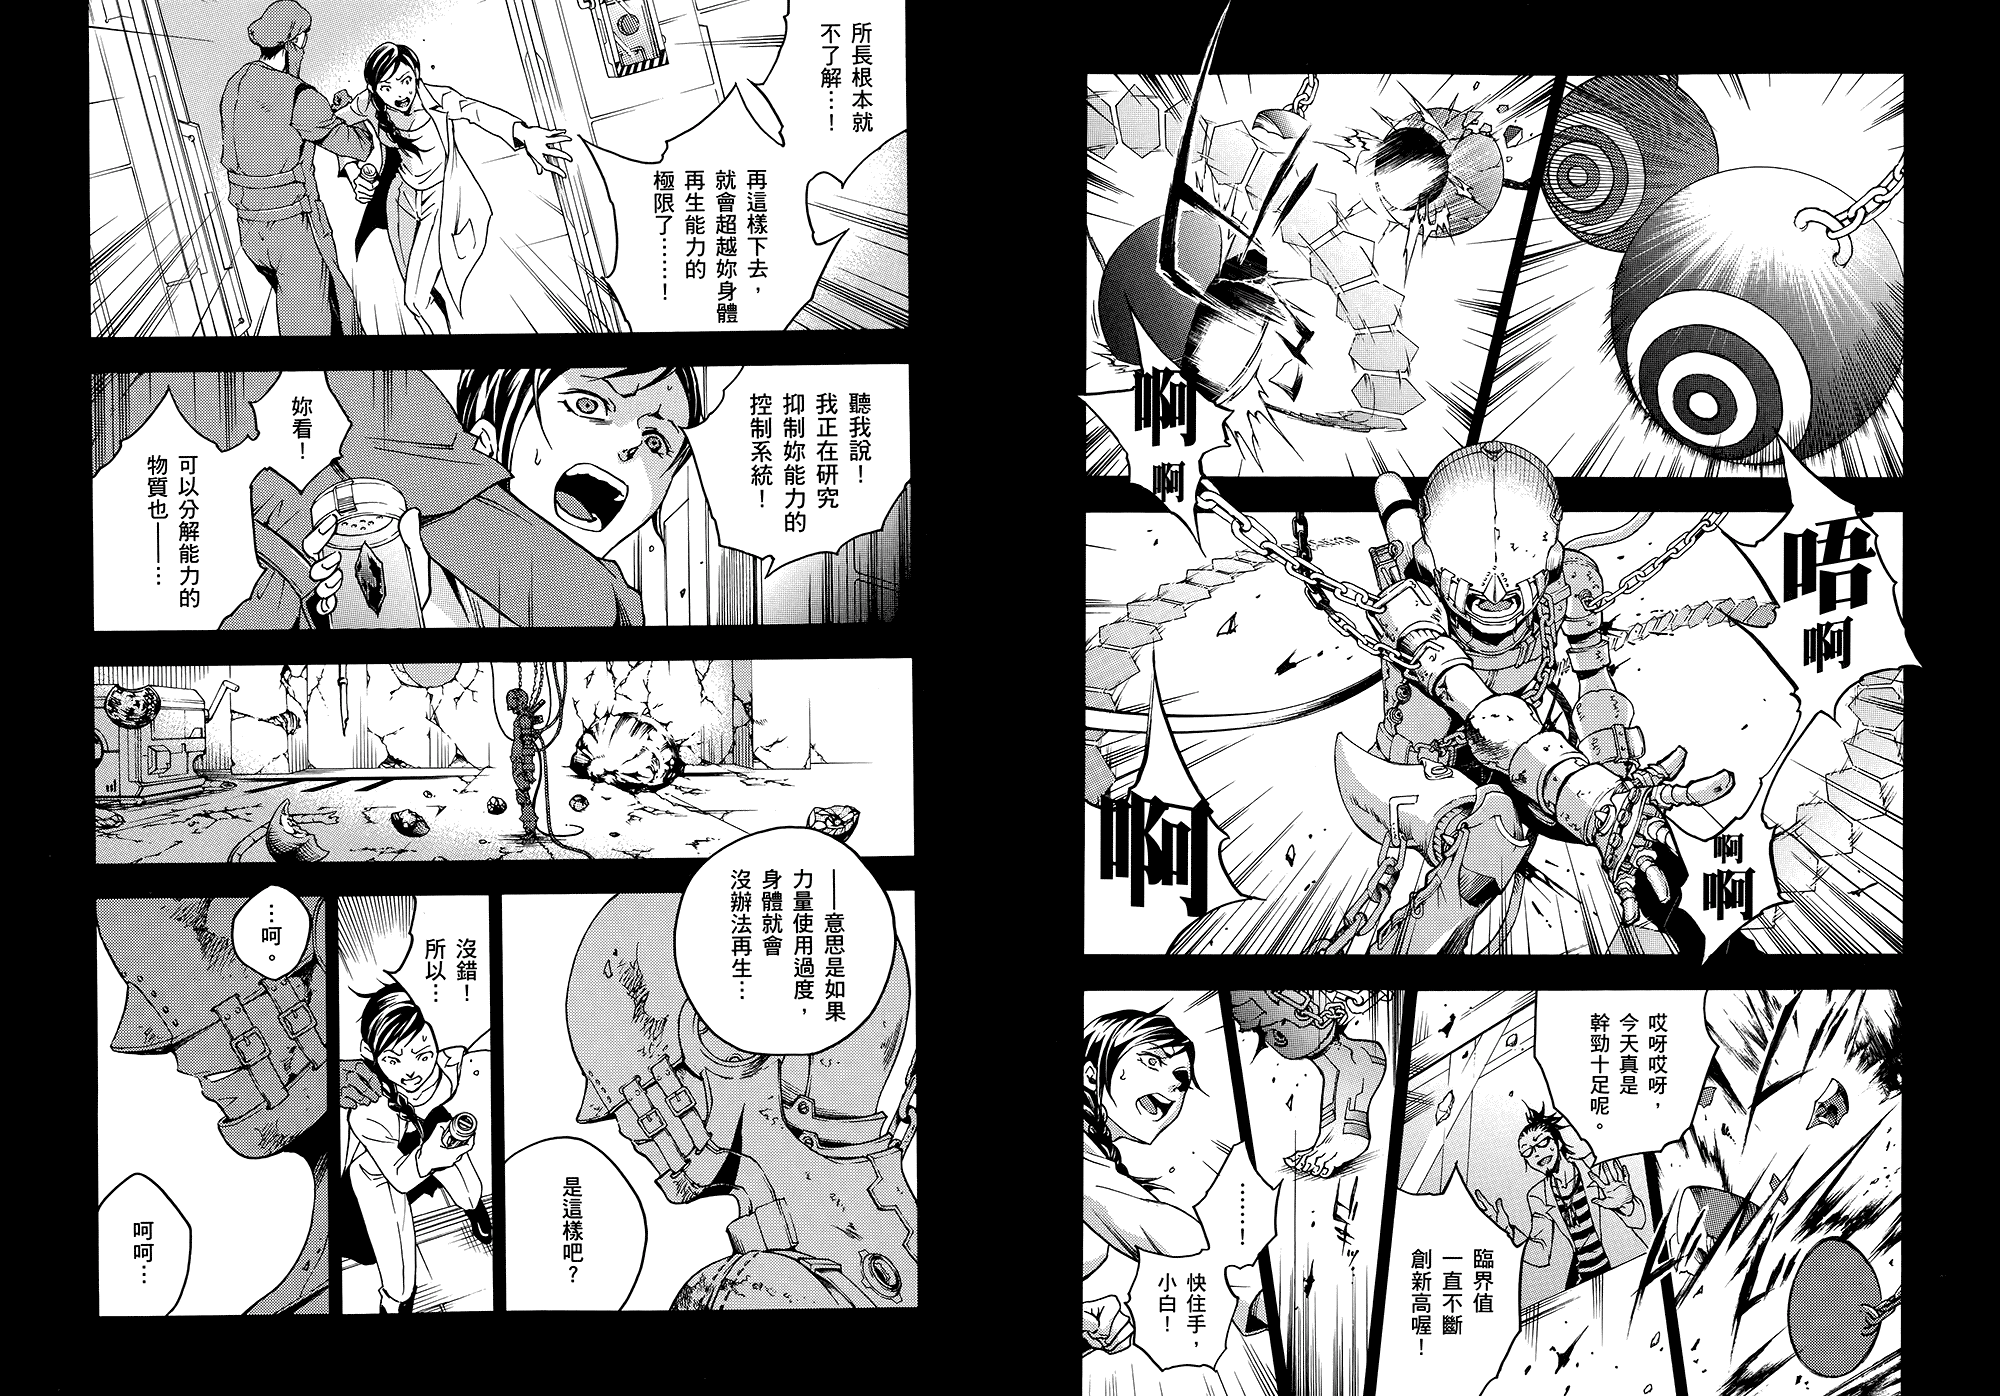 唔
啊
啊
啊
啊
啊
啊
哎呀哎呀，
今天真是
幹勁十足呢。
臨界值
一直不斷
創新高喔！
……！
快住手，
小白！
所長根本就
不了解…！
再這樣下去，
就會超越妳身體
再生能力的
極限了……！
聽我說！
我正在研究
抑制妳能力的
控制系統！
妳看！
可以分解能力的
物質也——…
——意思是如果
力量使用過度，
身體就會
沒辦法再生…
是這樣吧？
沒錯！
所以…
…呵。
呵呵…